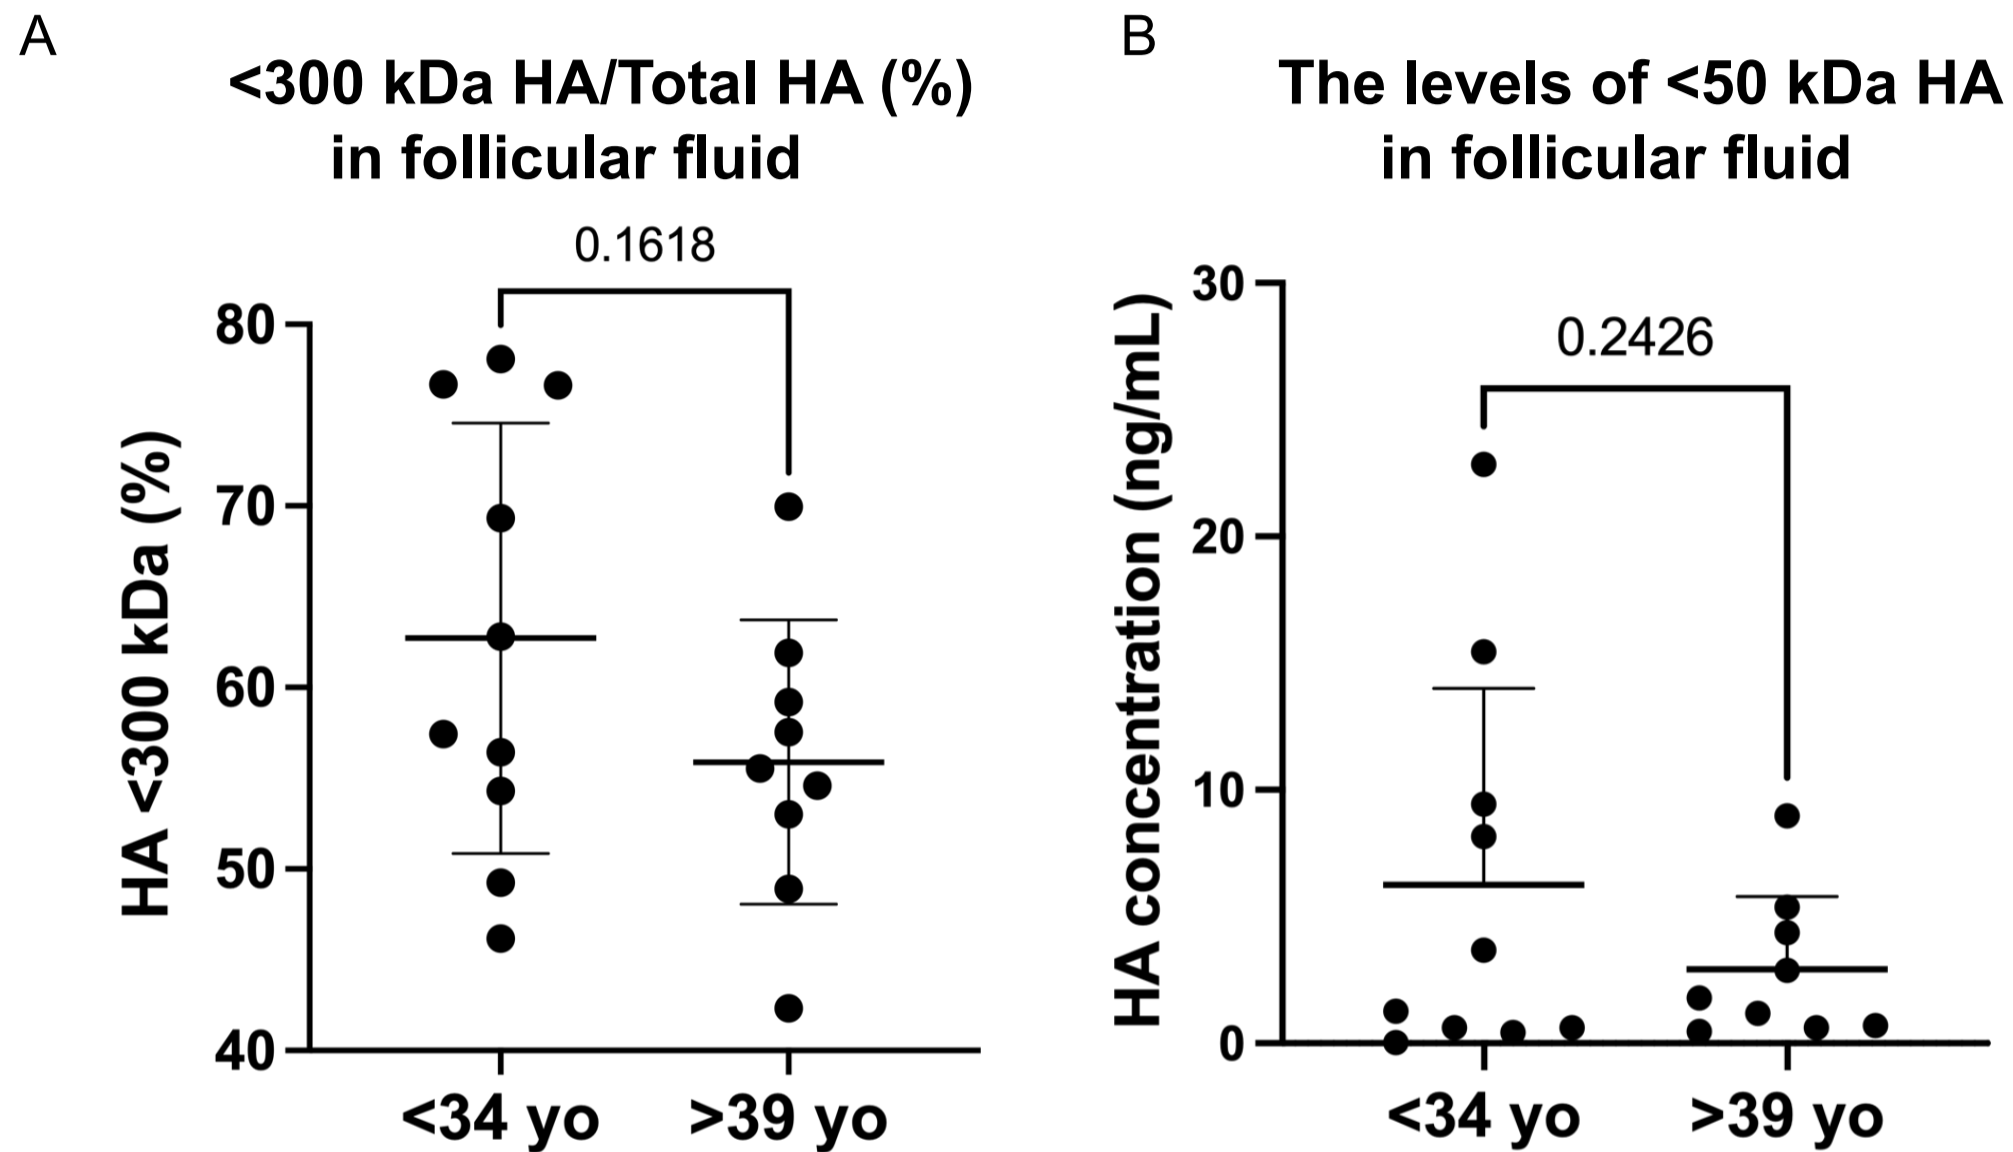 A
<300 kDa HA/Total HA (%)
in follicular fluid
0.1618
HA <300 kDa (%)
80
70
60
50
40
<34 yo
>39 yo
B
The levels of <50 kDa HA
in follicular fluid
0.2426
HA concentration (ng/mL)
30
20
10
0
<34 yo
>39 yo